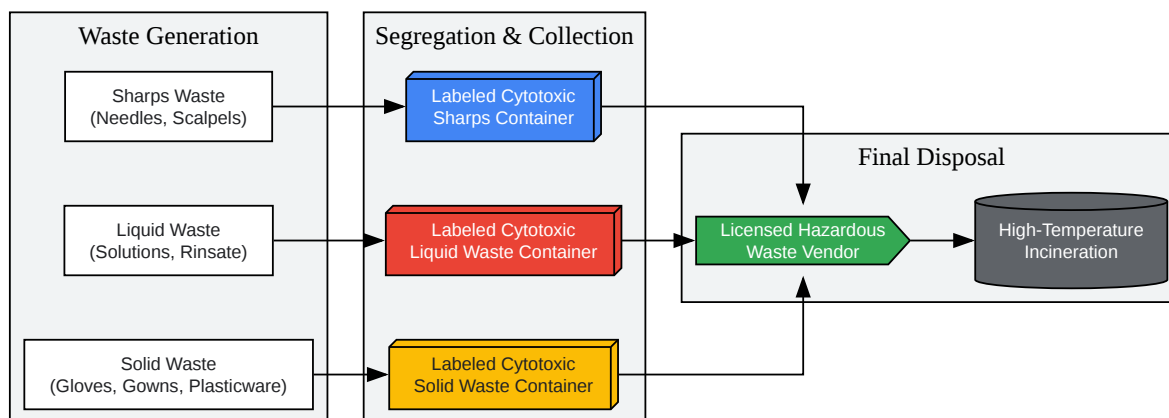 Waste Generation
Segregation & Collection
Sharps Waste
(Needles, Scalpels)
Labeled Cytotoxic
Sharps Container
Final Disposal
Liquid Waste
(Solutions, Rinsate)
Labeled Cytotoxic
Liquid Waste Container
Licensed Hazardous
Waste Vendor
High-Temperature
Incineration
Solid Waste
(Gloves, Gowns, Plasticware)
Labeled Cytotoxic
Solid Waste Container